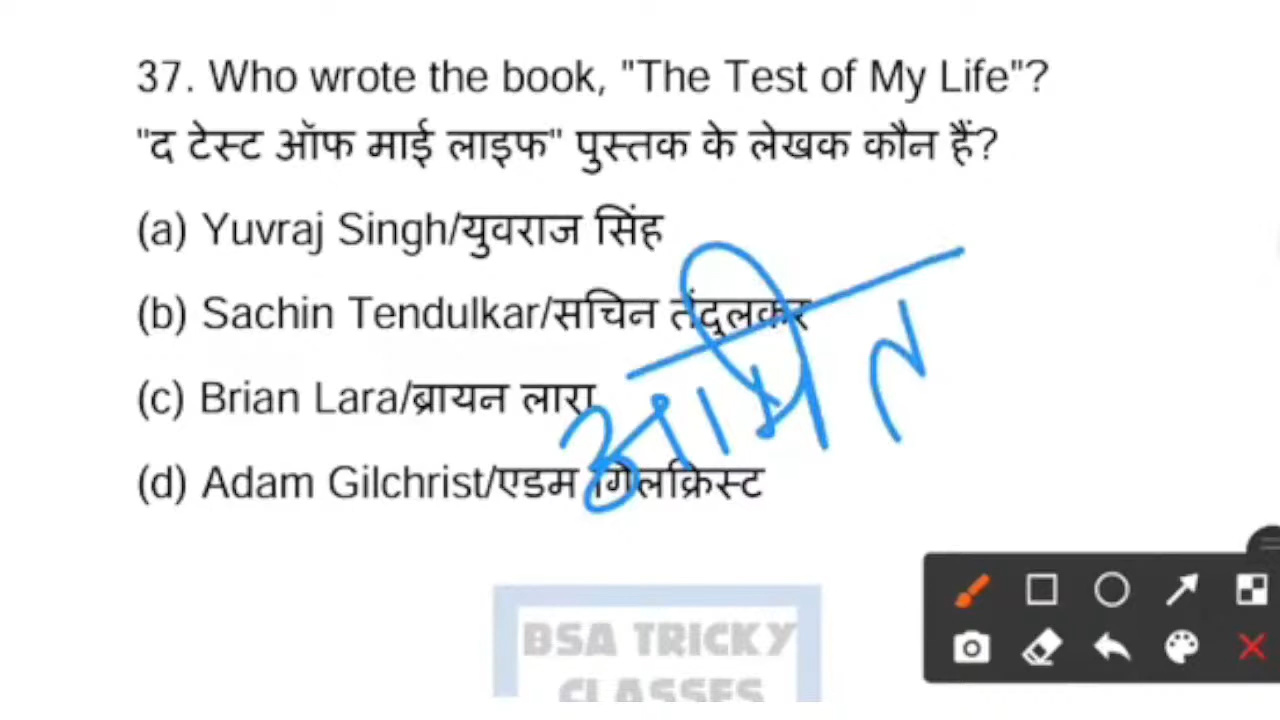 37. Who wrote the book, "The Test of My Life"?
"द टेस्ट ऑफ माई लाइफ" पुस्तक के लेखक कौन हैं?
(a) Yuvraj Singh/युवराज सिंह
(b) Sachin Tendulkar/सचिन तंदुलकर
(c) Brian Lara/ब्रायन लारा
(d) Adam Gilchrist/एडम गिलक्रिस्ट
BSA TRICKY
CLASSES